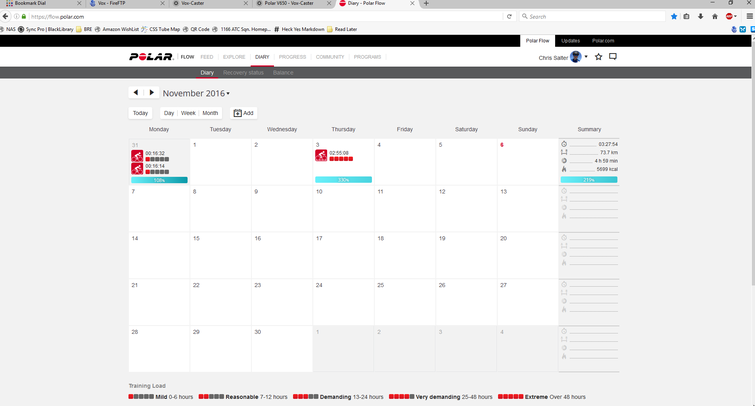 Bookmark Dial
Vox - FireFTP
Vox-Caster
Polar V650 - Vox-Caster
Diary - Polar Flow
https://flow.polar.com
Search
NAS
Sync Pro | BlackLibrary
BRE
Amazon WishList
CSS Tube Map
QR Code
1166 ATC Sqn. Homep...
Heck Yes Markdown
Read Later
Polar Flow
Updates
Polar.com
POLAR
FLOW
FEED
EXPLORE
DIARY
PROGRESS
COMMUNITY
PROGRAMS
Chris Salter
Diary
Recovery status
Balance
November 2016
Today
Day
Week
Month
Add
Monday Tuesday Wednesday Thursday Friday Saturday Sunday Summary
31 1 2 3 4 5 6
00:16:32
00:16:14
02:55:08
03:27:54
73.7 km
4 h 59 min
5699 kcal
7 8 9 10 11 12 13
14 15 16 17 18 19 20
21 22 23 24 25 26 27
28 29 30 1 2 3 4
Training Load
Mild 0-6 hours
Reasonable 7-12 hours
Demanding 13-24 hours
Very demanding 25-48 hours
Extreme Over 48 hours